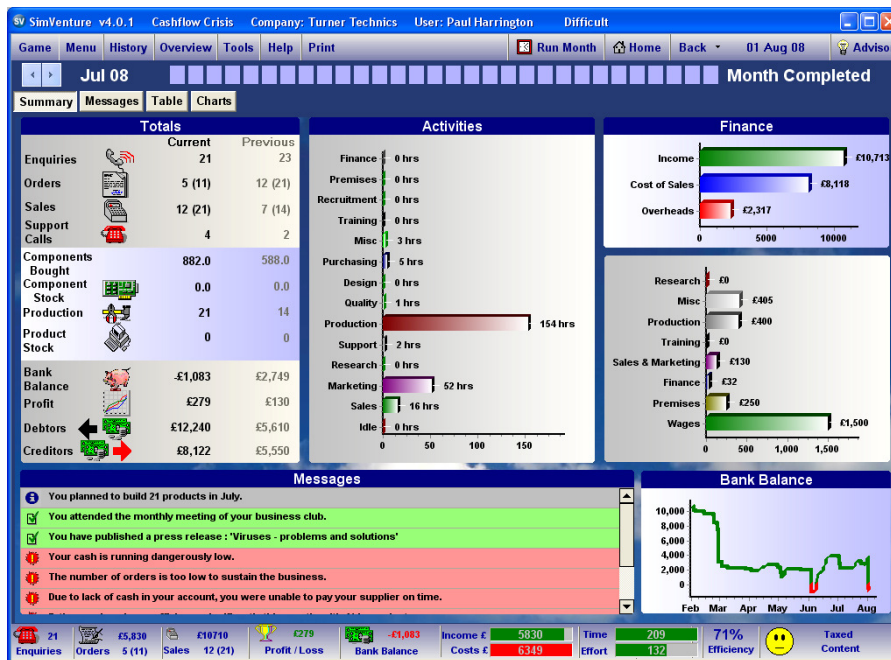 SV SimVenture v4.0.1 Cashflow Crisis Company: Turner Technics User: Paul Harrington Difficult
Game Menu History Overview Tools Help Print Run Month Home Back 01 Aug 08 Adviso
Jul 08 Month Completed
Summary Messages Table Charts
Totals
Current Previous
Enquiries 21 23
Orders 5 (11) 12 (21)
Sales 12 (21) 7 (14)
Support
Calls 4 2
Components
Bought 882.0 588.0
Component
Stock 0.0 0.0
Production 21 14
Product
Stock 0 0
Bank
Balance -£1,083 £2,749
Profit £279 £130
Debtors £12,240 £5,610
Creditors £8,122 £5,550
Activities
Finance 0 hrs
Premises 0 hrs
Recruitment 0 hrs
Training 0 hrs
Misc 3 hrs
Purchasing 5 hrs
Design 0 hrs
Quality 1 hrs
Production 154 hrs
Support 2 hrs
Research 0 hrs
Marketing 52 hrs
Sales 16 hrs
Idle 0 hrs
0 50 100 150
Finance
Income £10,713
Cost of Sales £8,118
Overheads £2,317
0 5000 10000
Research £0
Misc £405
Production £400
Training £0
Sales & Marketing £130
Finance £32
Premises £250
Wages £1,500
0 500 1,000 1,500
Messages
You planned to build 21 products in July.
You attended the monthly meeting of your business club.
You have published a press release : 'Viruses - problems and solutions'
Your cash is running dangerously low.
The number of orders is too low to sustain the business.
Due to lack of cash in your account, you were unable to pay your supplier on time.
Bank Balance
10,000
8,000
6,000
4,000
2,000
0
Feb Mar Apr May Jun Jul Aug
21 £5,830 £10710 £279 -£1,083 Income £ 5830 Time 209 71% Taxed
Enquiries Orders 5 (11) Sales 12 (21) Profit / Loss Bank Balance Costs £ 6349 Effort 132 Efficiency Content